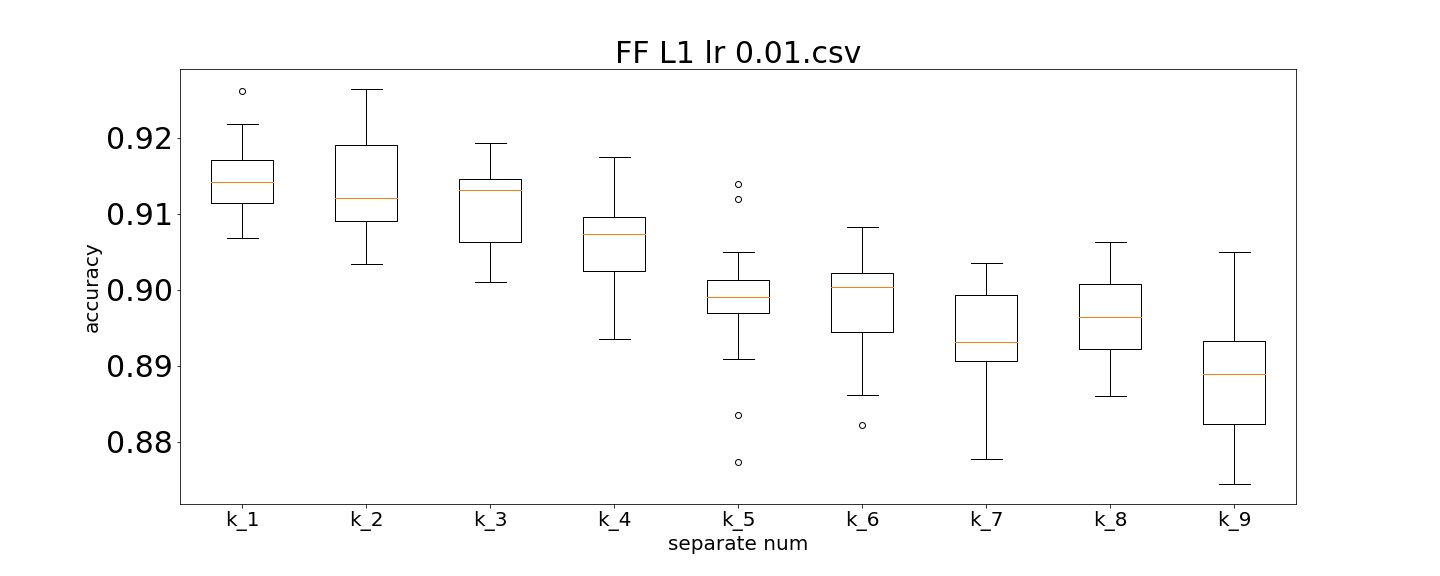 FF L1 lr 0.01.csv
accuracy
0.92
0.91
0.90
0.89
0.88
k_1 k_2 k_3 k_4 k_5 k_6 k_7 k_8 k_9
separate num